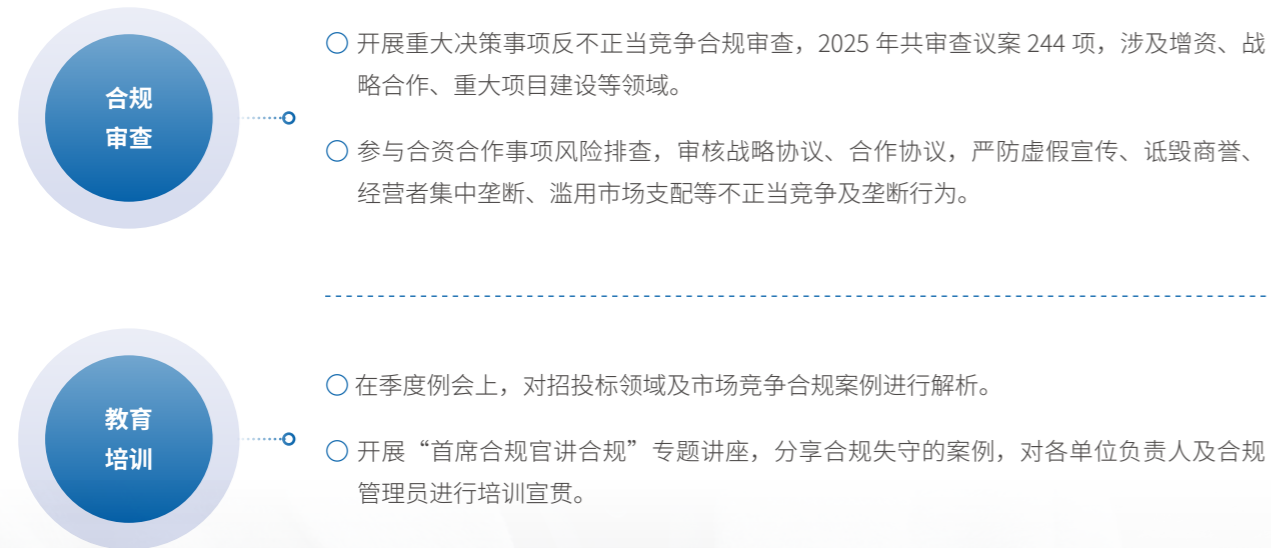 合规
审查
开展重大决策事项反不正当竞争合规审查，2025 年共审查议案 244 项，涉及增资、战
略合作、重大项目建设等领域。
参与合资合作事项风险排查，审核战略协议、合作协议，严防虚假宣传、诋毁商誉、
经营者集中垄断、滥用市场支配等不正当竞争及垄断行为。
教育
培训
在季度例会上，对招投标领域及市场竞争合规案例进行解析。
开展“首席合规官讲合规”专题讲座，分享合规失守的案例，对各单位负责人及合规
管理员进行培训宣贯。